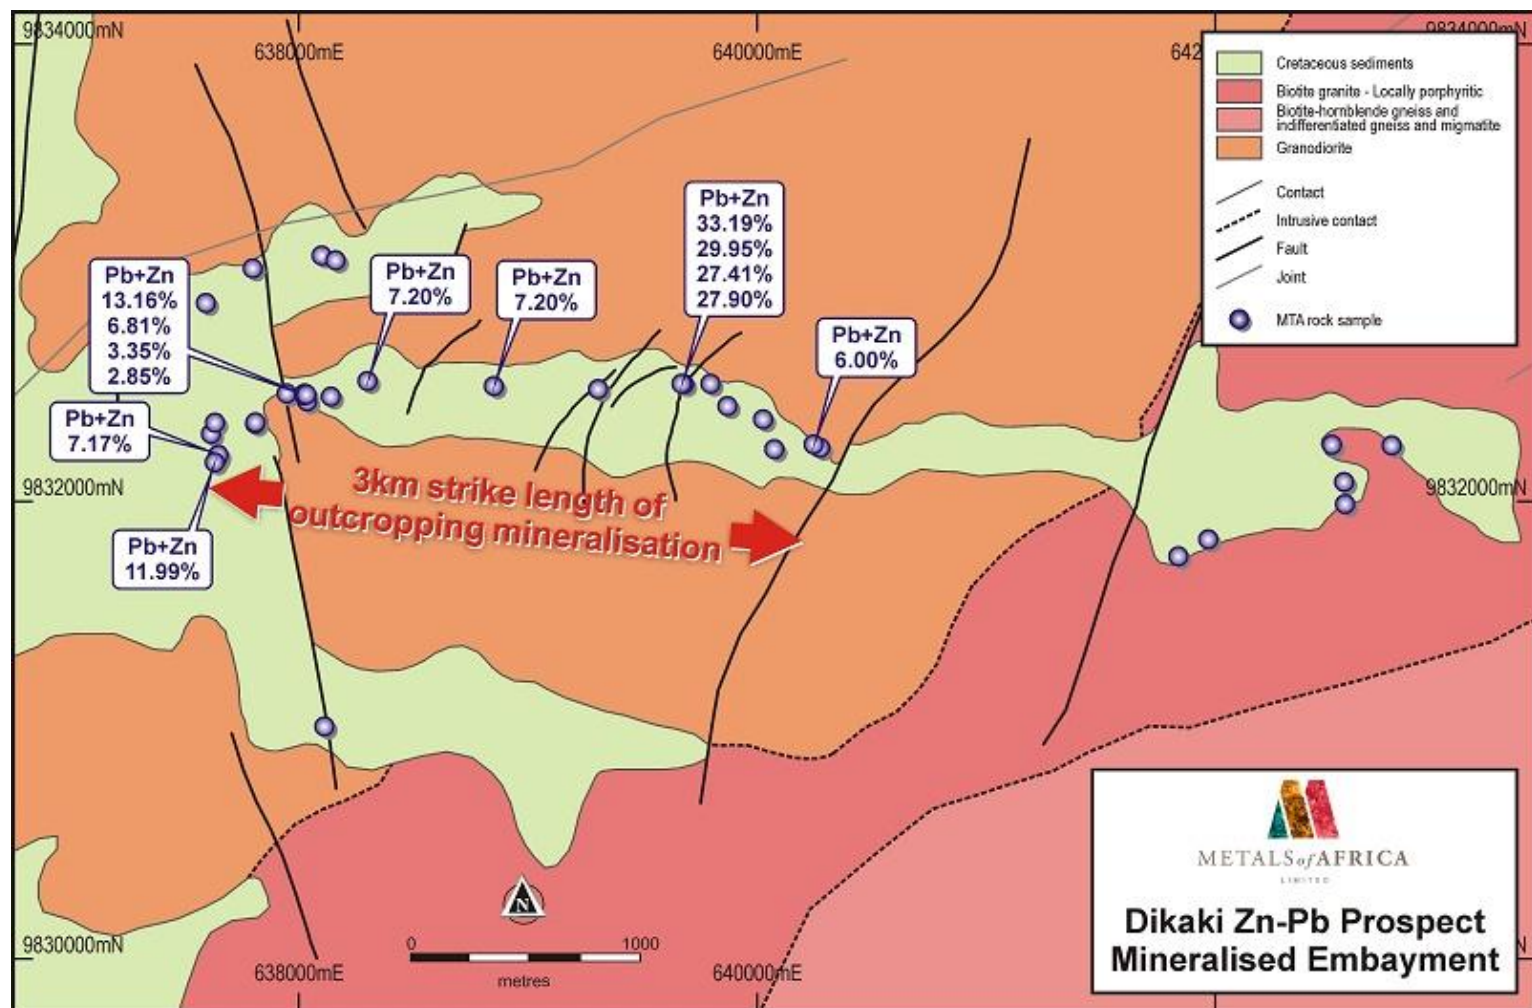 9834000mN
638000mE
640000mE
642
9834000mN
Cretaceous sediments
Biotite granite - Locally porphyritic
Biotite-hornblende gneiss and
indifferentiated gneiss and migmatite
Granodiorite
Contact
Intrusive contact
Fault
Joint
MTA rock sample
Pb+Zn
13.16%
6.81%
3.35%
2.85%
Pb+Zn
7.20%
Pb+Zn
7.20%
Pb+Zn
33.19%
29.95%
27.41%
27.90%
Pb+Zn
6.00%
Pb+Zn
7.17%
Pb+Zn
11.99%
9832000mN
3km strike length of
outcropping mineralisation
9832000mN
9830000mN
638000mE
N
0 1000
metres
640000mE
METALS of AFRICA
LIMITED
Dikaki Zn-Pb Prospect
Mineralised Embayment
N